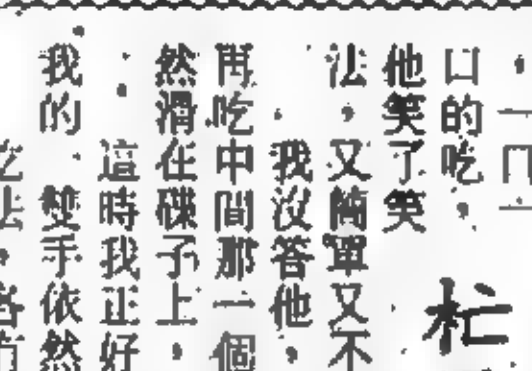 口的吃。
他笑了笑
法，又簡單又不
我沒答他，
再吃中間那一個
然滑在碟子上，
這時我正好
我的
雙手依然